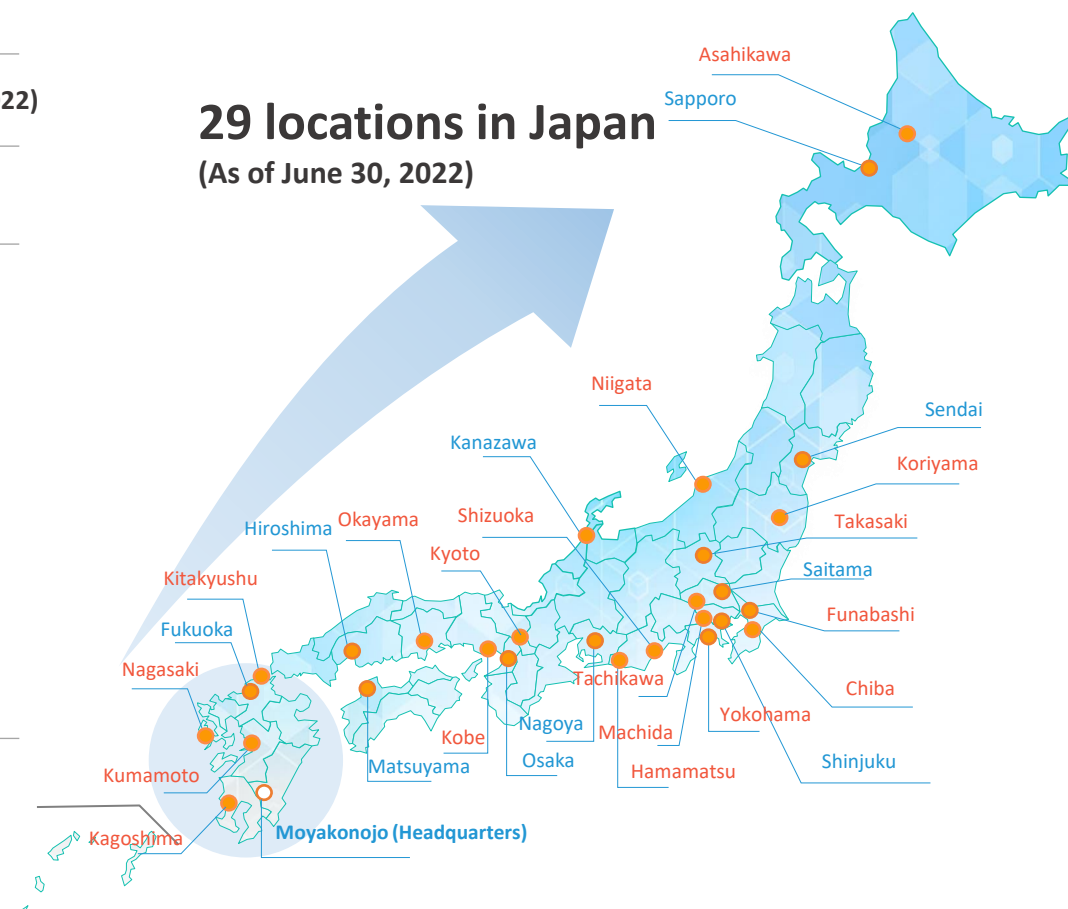 22)
29 locations in Japan
(As of June 30, 2022)
Asahikawa
Sapporo
Niigata
Sendai
Kanazawa
Koriyama
Shizuoka
Okayama
Hiroshima
Takasaki
Kyoto
Saitama
Kitakyushu
Funabashi
Fukuoka
Nagasaki
Tachikawa
Chiba
Yokohama
Nagoya
Machida
Kobe
Osaka
Shinjuku
Matsuyama
Hamamatsu
Kumamoto
Kagoshima
Moyakonojo (Headquarters)